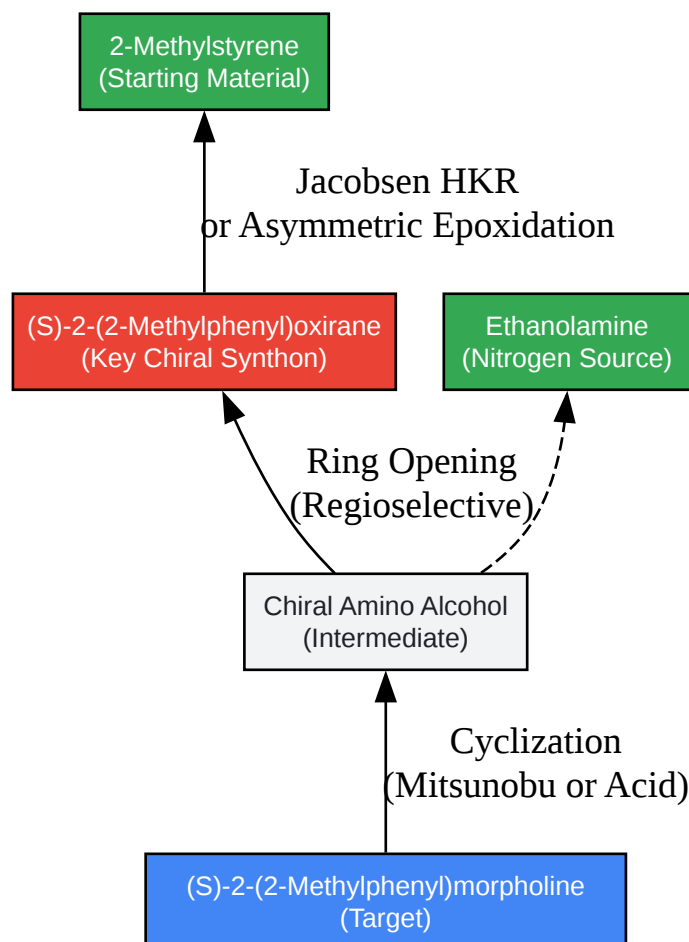 2-Methylstyrene
(Starting Material)
Jacobsen HKR
or Asymmetric Epoxidation
(S)-2-(2-Methylphenyl)oxirane
(Key Chiral Synthon)
Ethanolamine
(Nitrogen Source)
Ring Opening
(Regioselective)
Chiral Amino Alcohol
(Intermediate)
Cyclization
(Mitsunobu or Acid)
(S)-2-(2-Methylphenyl)morpholine
(Target)